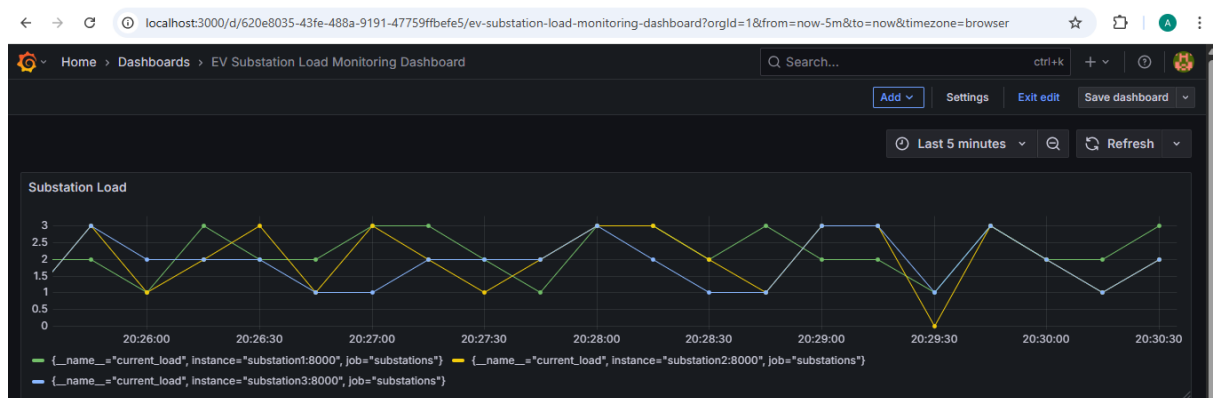 localhost:3000/d/620e8035-43fe-488a-9191-47759ffbefe5/ev-substation-load-monitoring-dashboard?orgId=1&from=now-5m&to=now&timezone=browser
A
Home › Dashboards › EV Substation Load Monitoring Dashboard
Search... ctrl+k
Add Settings Exit edit Save dashboard
Last 5 minutes Refresh
Substation Load
3
2.5
2
1.5
1
0.5
0
20:26:00 20:26:30 20:27:00 20:27:30 20:28:00 20:28:30 20:29:00 20:29:30 20:30:00 20:30:30
{__name__="current_load", instance="substation1:8000", job="substations"} {__name__="current_load", instance="substation2:8000", job="substations"}
{__name__="current_load", instance="substation3:8000", job="substations"}